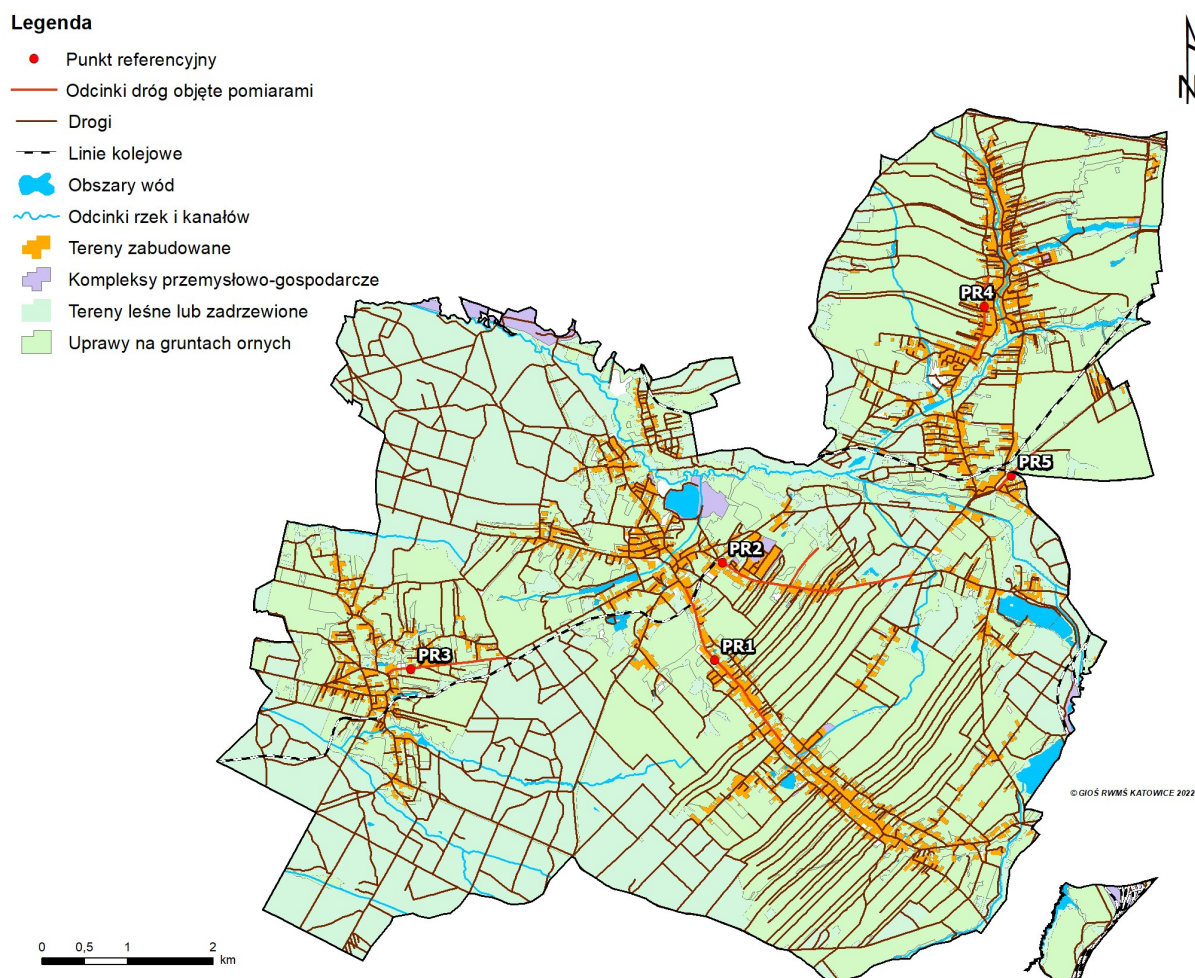 Legenda
Punkt referencyjny
Odcinki dróg objęte pomiarami
Drogi
Linie kolejowe
Obszary wód
Odcinki rzek i kanałów
Tereny zabudowane
Kompleksy przemysłowo-gospodarcze
Tereny leśne lub zadrzewione
Uprawy na gruntach ornych
N
PR4
PR5
PR2
PR1
PR3
© GIOŚ RWMŚ KATOWICE 2022
0 0,5 1 2
km